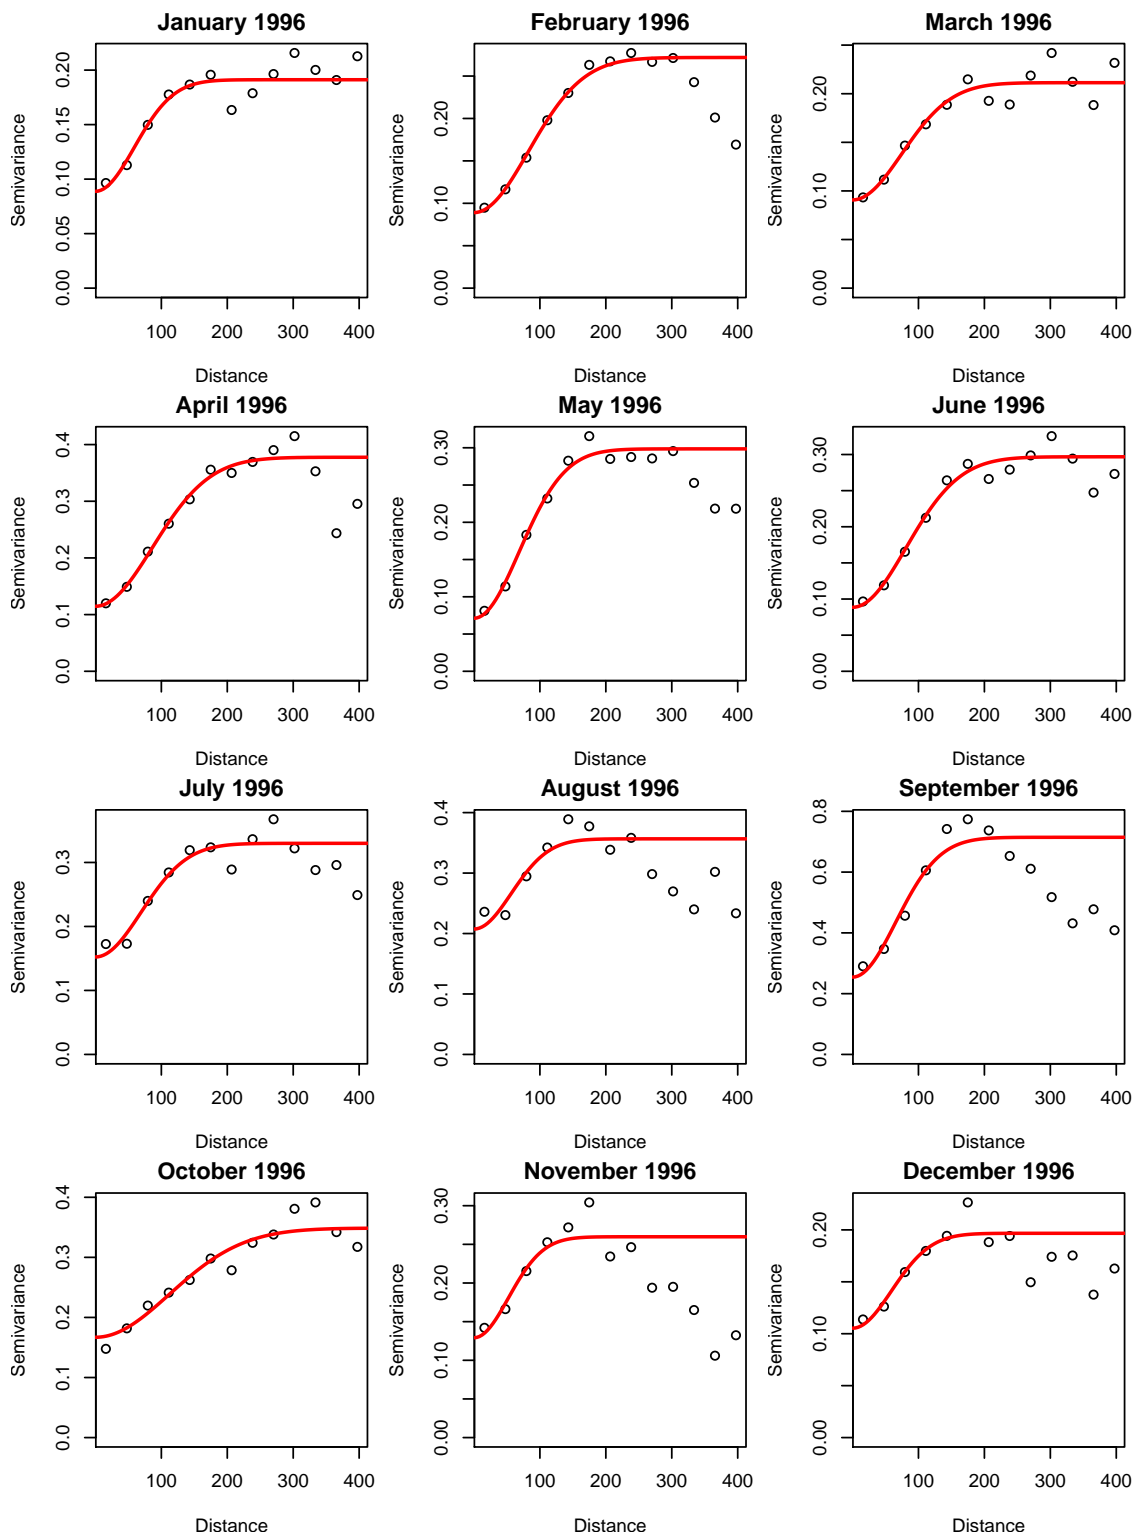 January 1996
Semivariance
0.00 0.05 0.10 0.15 0.20
100 200 300 400
Distance
February 1996
Semivariance
0.00 0.10 0.20
100 200 300 400
Distance
March 1996
Semivariance
0.00 0.10 0.20
100 200 300 400
Distance
April 1996
Semivariance
0.0 0.1 0.2 0.3 0.4
100 200 300 400
Distance
May 1996
Semivariance
0.00 0.10 0.20 0.30
100 200 300 400
Distance
June 1996
Semivariance
0.00 0.10 0.20 0.30
100 200 300 400
Distance
July 1996
Semivariance
0.0 0.1 0.2 0.3
100 200 300 400
Distance
August 1996
Semivariance
0.0 0.1 0.2 0.3 0.4
100 200 300 400
Distance
September 1996
Semivariance
0.0 0.2 0.4 0.6 0.8
100 200 300 400
Distance
October 1996
Semivariance
0.0 0.1 0.2 0.3 0.4
100 200 300 400
Distance
November 1996
Semivariance
0.00 0.10 0.20 0.30
100 200 300 400
Distance
December 1996
Semivariance
0.00 0.10 0.20
100 200 300 400
Distance